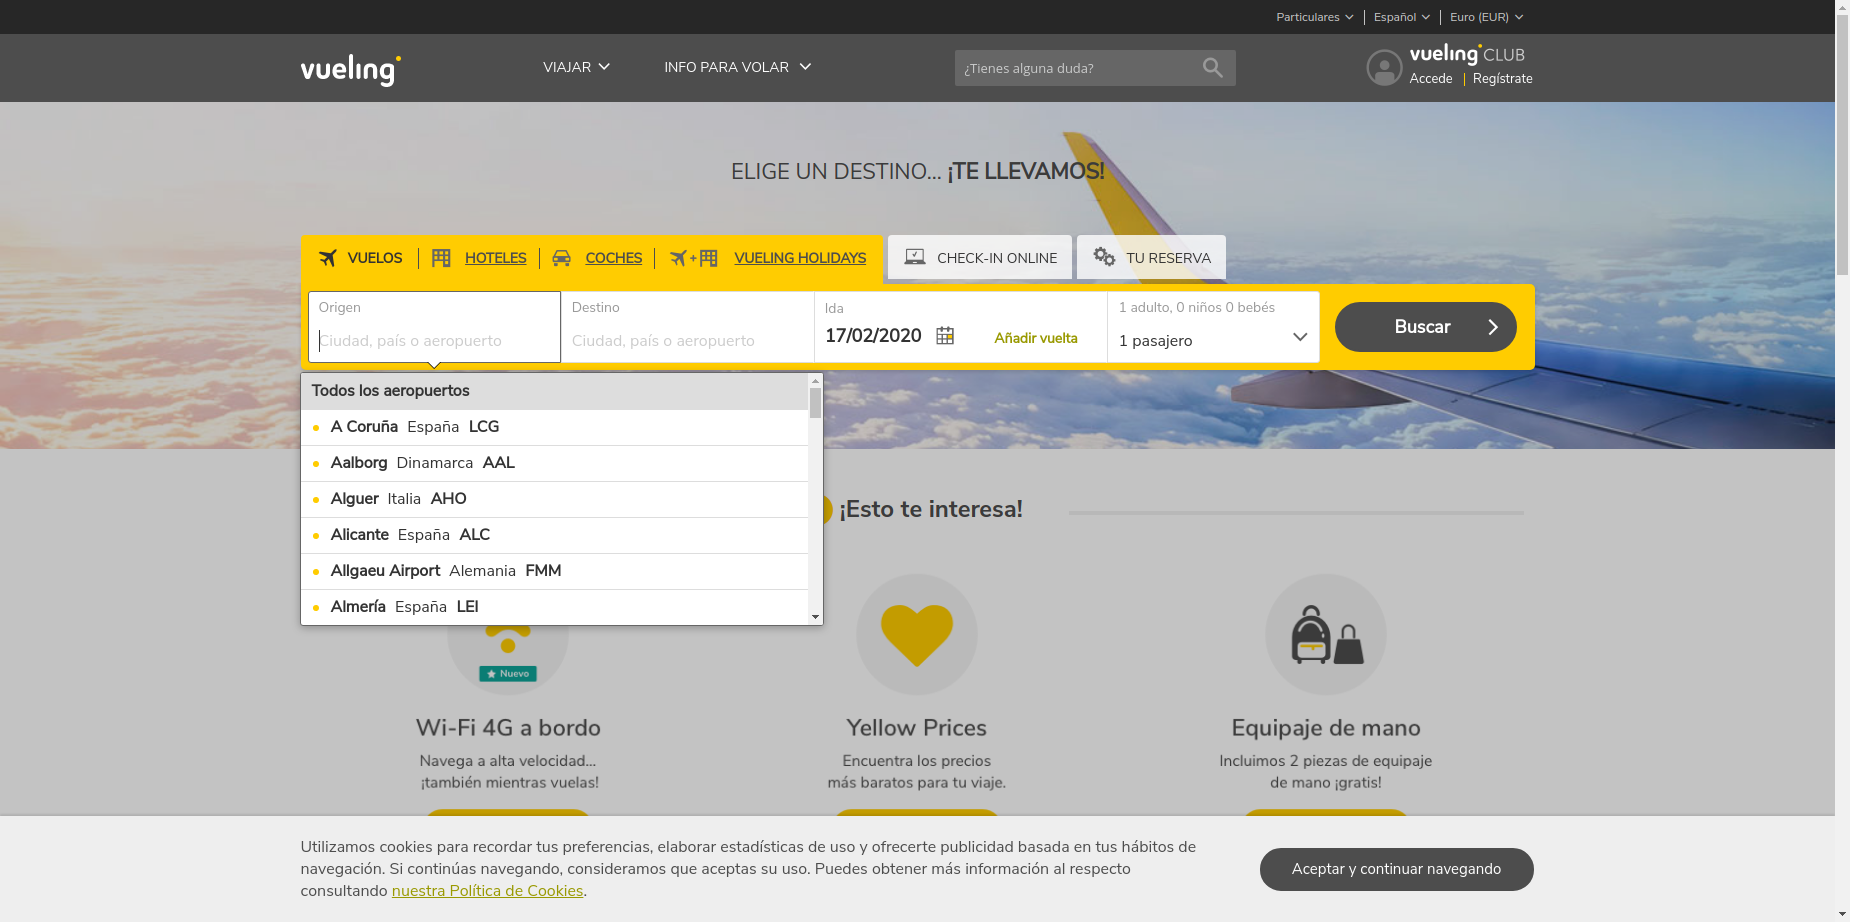 Particulares Español Euro (EUR)
vueling VIAJAR INFO PARA VOLAR ¿Tienes alguna duda? vueling CLUB
Accede Regístrate
ELIGE UN DESTINO... ¡TE LLEVAMOS!
VUELOS HOTELES COCHES + VUELING HOLIDAYS CHECK-IN ONLINE TU RESERVA
Origen Destino Ida 1 adulto, 0 niños 0 bebés
Ciudad, país o aeropuerto Ciudad, país o aeropuerto 17/02/2020 Añadir vuelta 1 pasajero Buscar
Todos los aeropuertos
A Coruña España LCG
Aalborg Dinamarca AAL
Alguer Italia AHO
Alicante España ALC
Allgaeu Airport Alemania FMM
Almería España LEI
¡Esto te interesa!
Nuevo
Wi-Fi 4G a bordo
Navega a alta velocidad...
¡también mientras vuelas!
Yellow Prices
Encuentra los precios
más baratos para tu viaje.
Equipaje de mano
Incluimos 2 piezas de equipaje
de mano ¡gratis!
Utilizamos cookies para recordar tus preferencias, elaborar estadísticas de uso y ofrecerte publicidad basada en tus hábitos de
navegación. Si continúas navegando, consideramos que aceptas su uso. Puedes obtener más información al respecto
consultando nuestra Política de Cookies.
Aceptar y continuar navegando